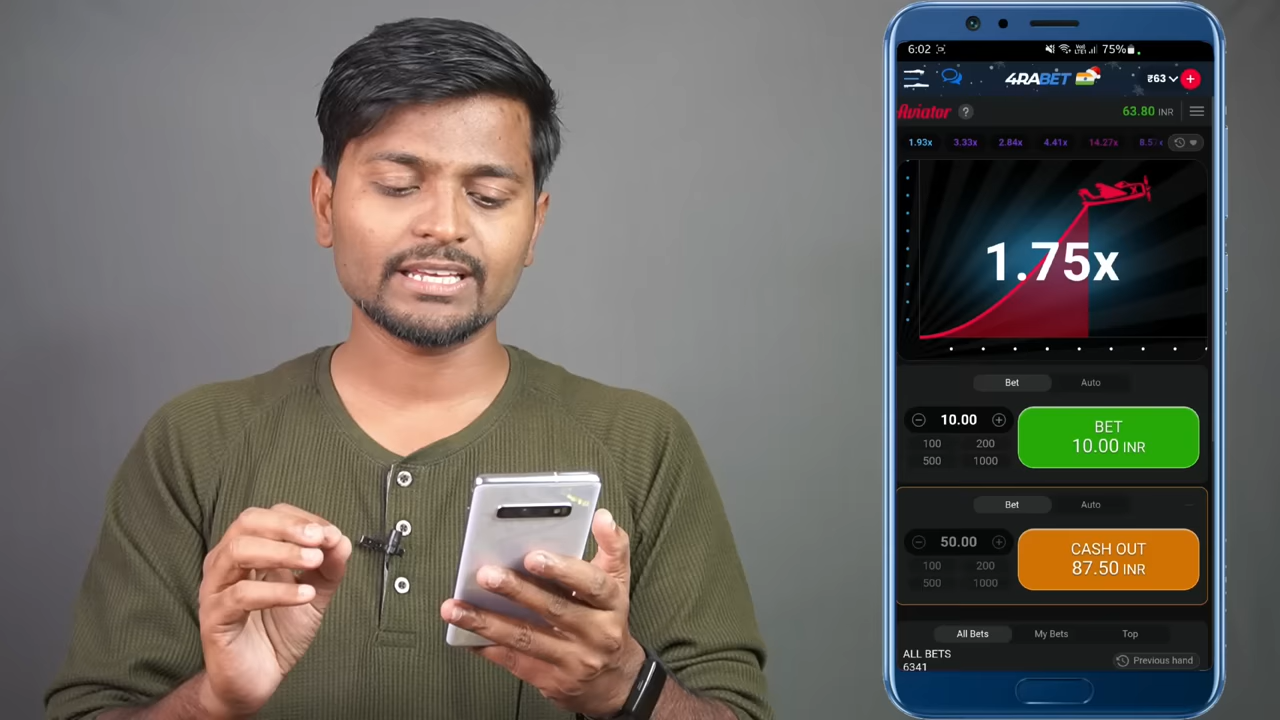 6:02
75%
4RABET
₹63
Aviator ?
63.80 INR
1.93x 3.33x 2.84x 4.41x 14.27x
1.75x
Bet Auto
10.00
100 200
500 1000
BET
10.00 INR
Bet Auto
50.00
100 200
500 1000
CASH OUT
87.50 INR
All Bets My Bets Top
ALL BETS
6341
Previous hand